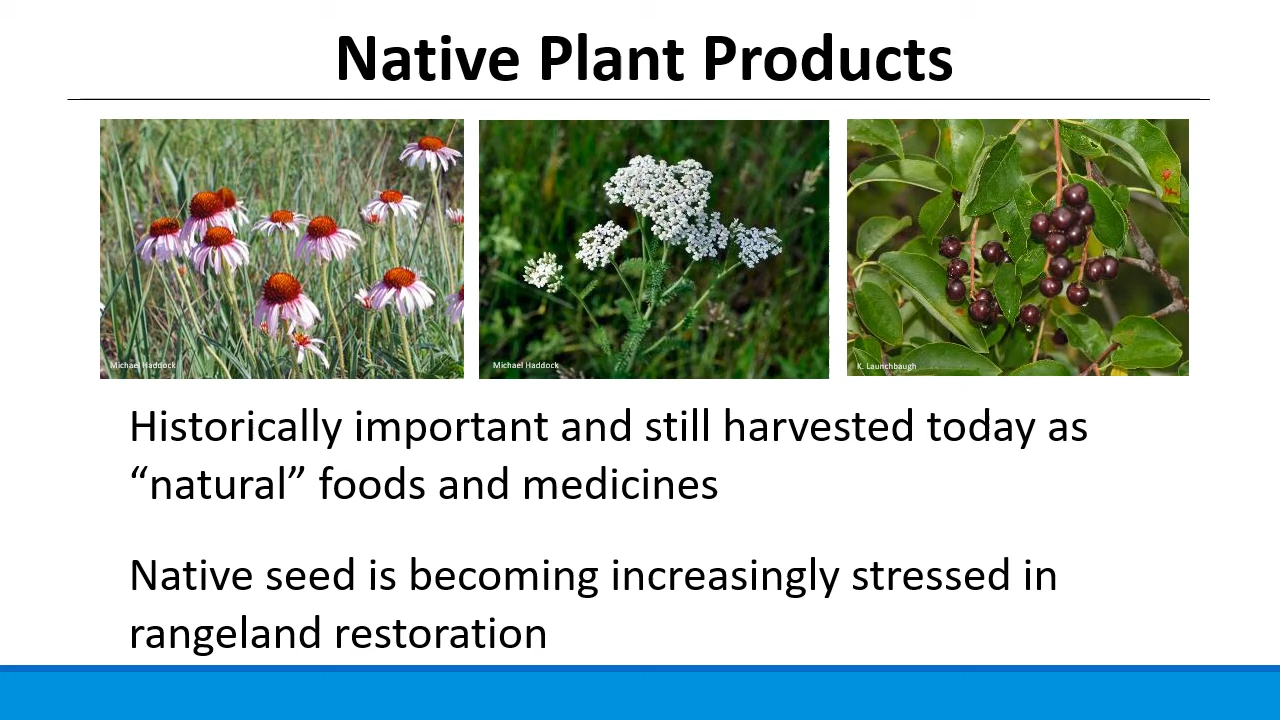 Native Plant Products
Michael Haddock
Michael Haddock
K. Launchbaugh
Historically important and still harvested today as
“natural” foods and medicines
Native seed is becoming increasingly stressed in
rangeland restoration